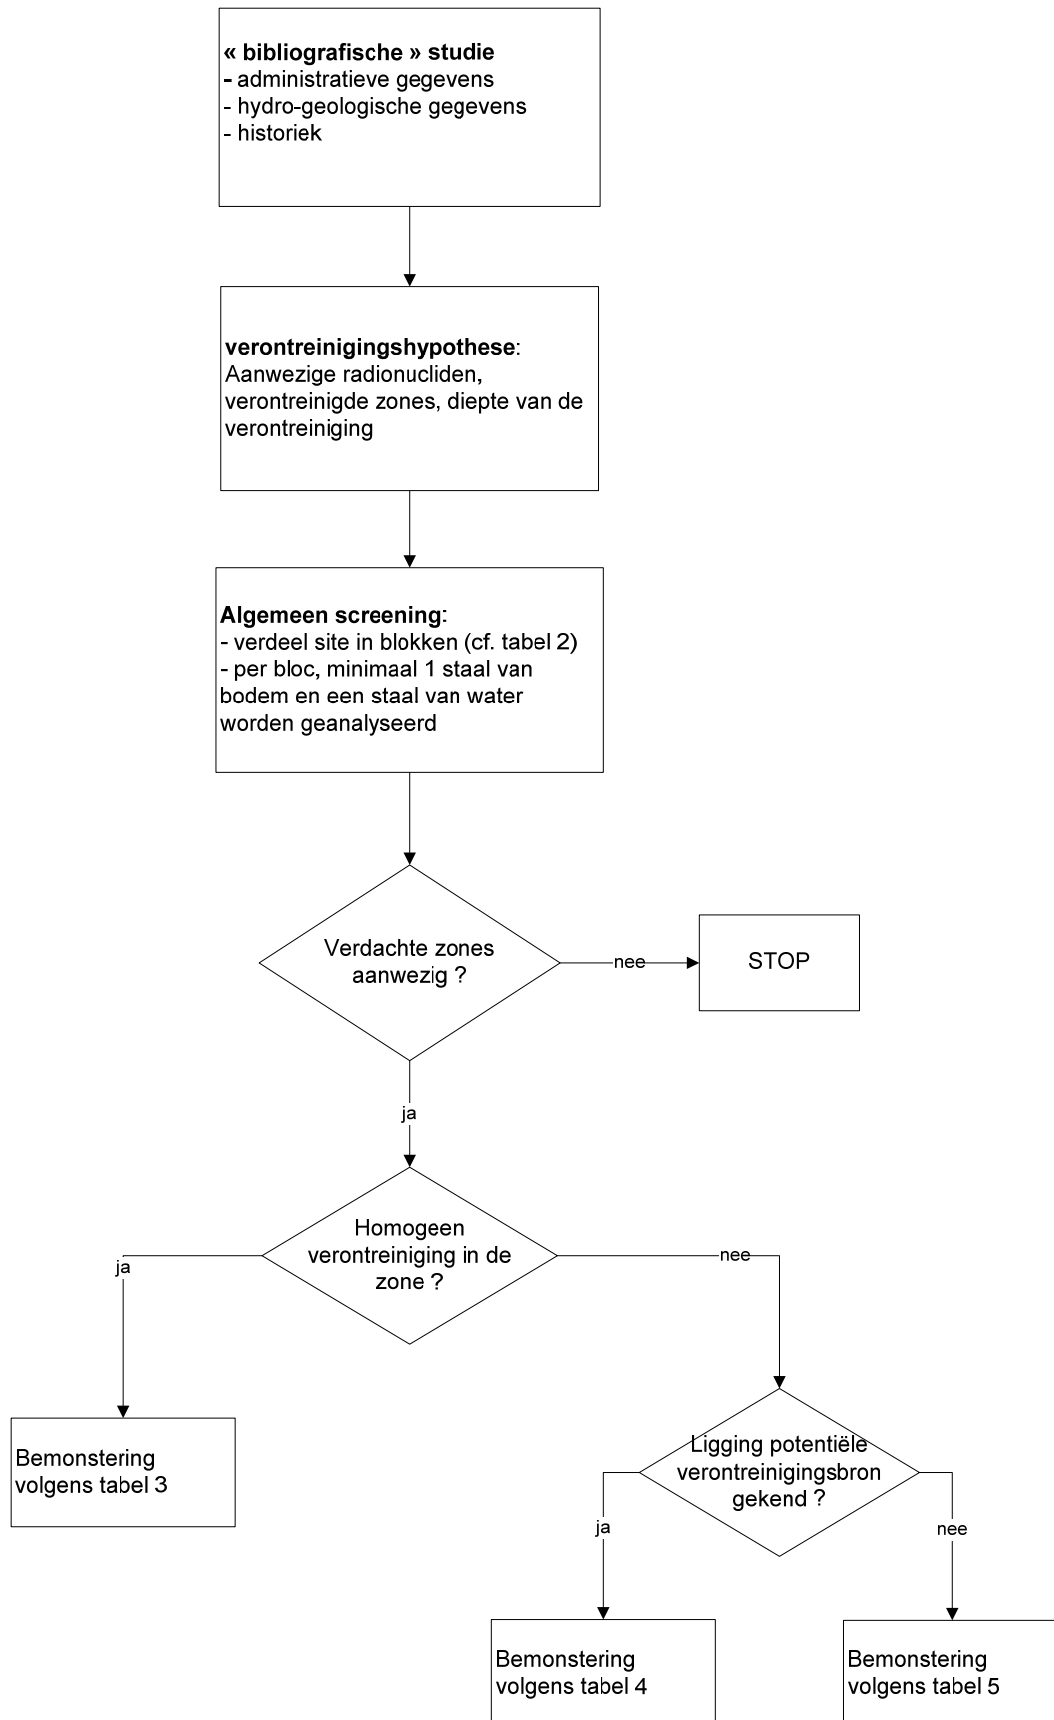 « bibliografische » studie
- administratieve gegevens
- hydro-geologische gegevens
- historiek
verontreinigingshypothese:
Aanwezige radionucliden,
verontreinigde zones, diepte van de
verontreiniging
Algemeen screening:
- verdeel site in blokken (cf. tabel 2)
- per bloc, minimaal 1 staal van
bodem en een staal van water
worden geanalyseerd
Verdachte zones
aanwezig ?
nee
STOP
ja
Homogeen
verontreiniging in de
zone ?
ja
nee
Bemonstering
volgens tabel 3
Ligging potentiële
verontreinigingsbron
gekend ?
ja
nee
Bemonstering
volgens tabel 4
Bemonstering
volgens tabel 5